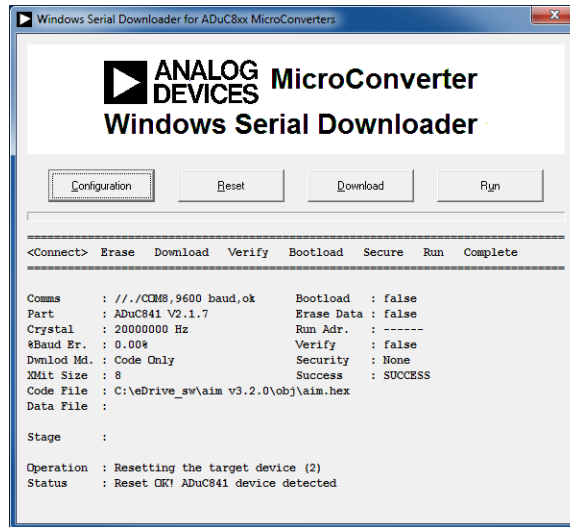 Windows Serial Downloader for ADuC8xx MicroConverters
ANALOG DEVICES MicroConverter
Windows Serial Downloader
Configuration Reset Download Run
================================================================================
<Connect> Erase Download Verify Bootload Secure Run Complete
================================================================================
Comms : //./COM8,9600 baud,ok Bootload : false
Part : ADuC841 V2.1.7 Erase Data : false
Crystal : 20000000 Hz Run Adr. : ------
%Baud Er. : 0.00% Verify : false
Dwnlod Md. : Code Only Security : None
XMit Size : 8 Success : SUCCESS
Code File : C:\eDrive_sw\aim v3.2.0\obj\aim.hex
Data File :
Stage :
Operation : Resetting the target device (2)
Status : Reset OK! ADuC841 device detected